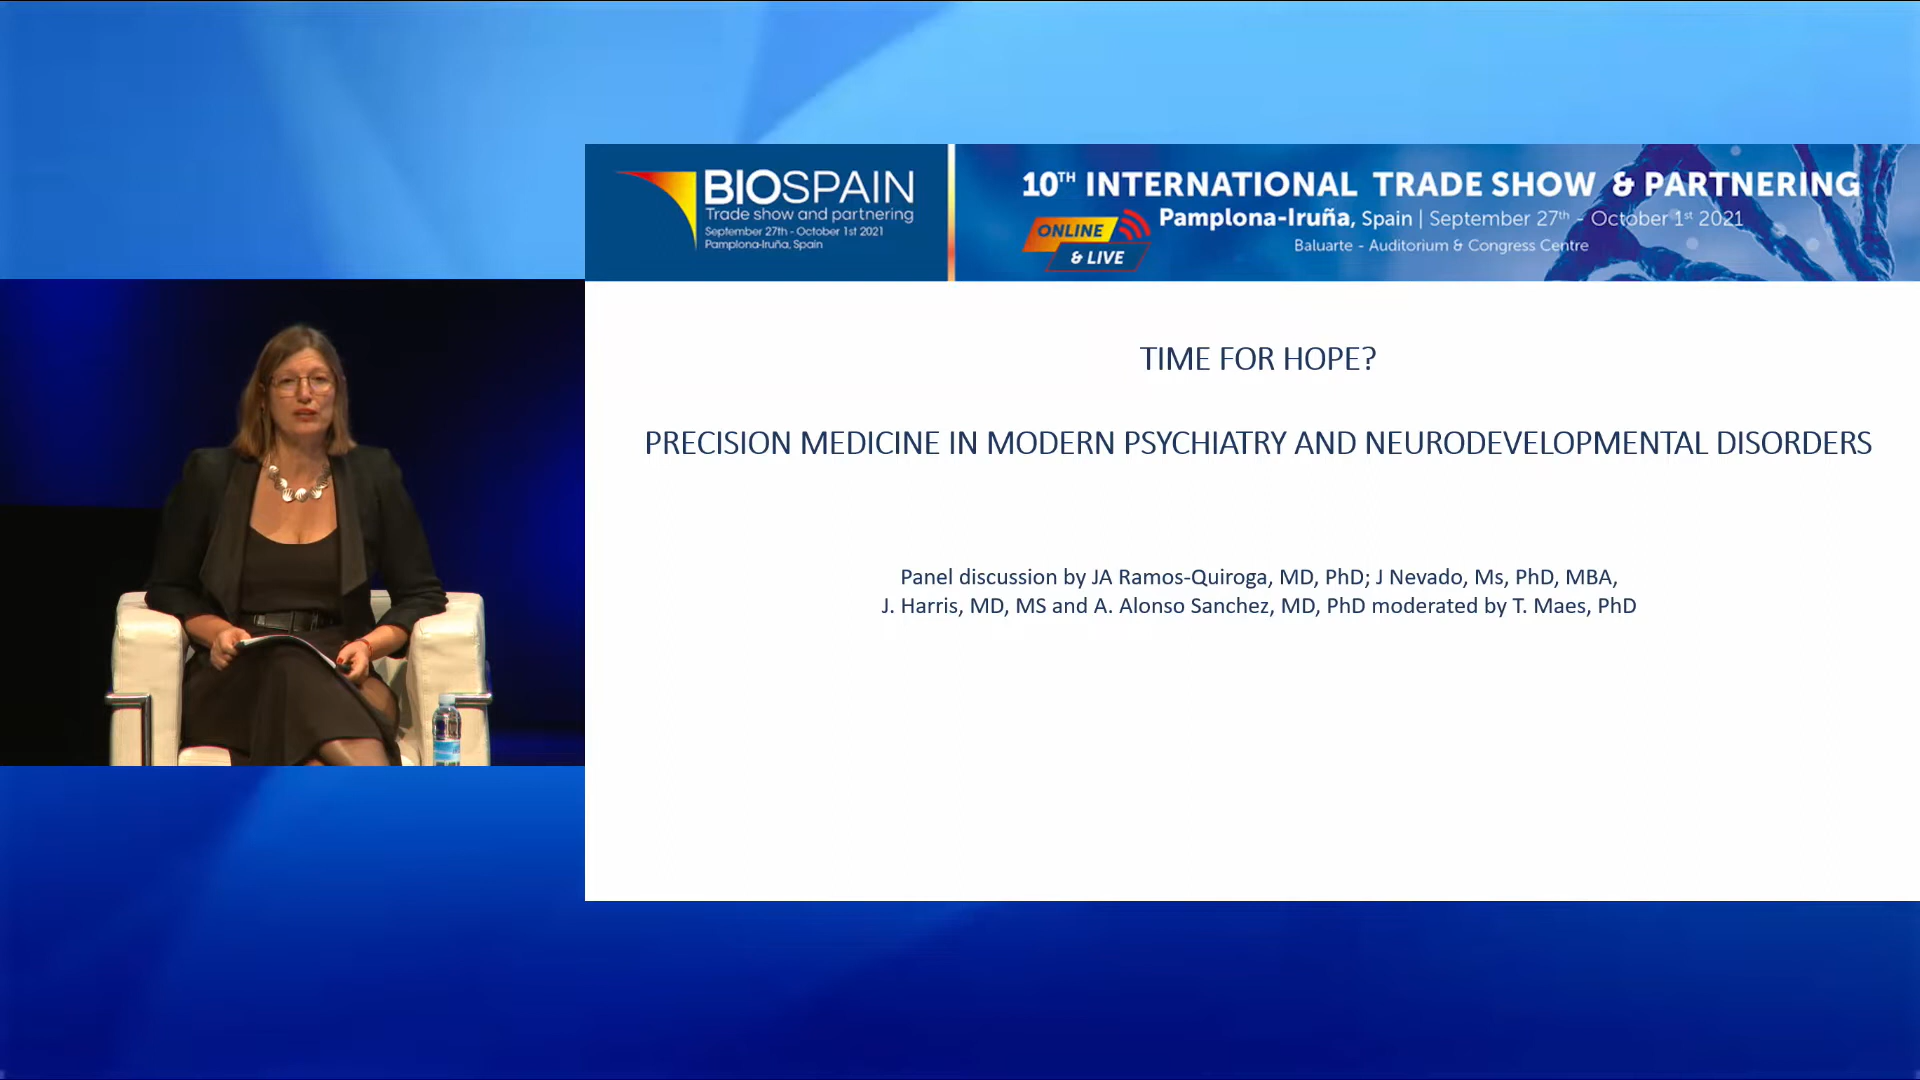 BIOSPAIN
Trade show and partnering
September 27th - October 1st 2021
Pamplona-Iruña, Spain
10TH INTERNATIONAL TRADE SHOW & PARTNERING
ONLINE
& LIVE
Pamplona-Iruña, Spain | September 27th - October 1st 2021
Baluarte - Auditorium & Congress Centre
TIME FOR HOPE?
PRECISION MEDICINE IN MODERN PSYCHIATRY AND NEURODEVELOPMENTAL DISORDERS
Panel discussion by JA Ramos-Quiroga, MD, PhD; J Nevado, Ms, PhD, MBA,
J. Harris, MD, MS and A. Alonso Sanchez, MD, PhD moderated by T. Maes, PhD